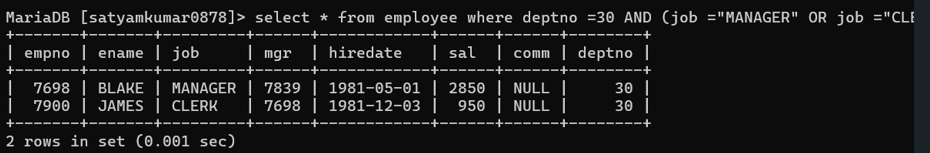 MariaDB [satyamkumar0878]> select * from employee where deptno =30 AND (job ="MANAGER" OR job ="CLE
+-------+-------+---------+------+------------+------+------+--------+
| empno | ename | job     | mgr  | hiredate   | sal  | comm | deptno |
+-------+-------+---------+------+------------+------+------+--------+
|  7698 | BLAKE | MANAGER | 7839 | 1981-05-01 | 2850 | NULL |     30 |
|  7900 | JAMES | CLERK   | 7698 | 1981-12-03 |  950 | NULL |     30 |
+-------+-------+---------+------+------------+------+------+--------+
2 rows in set (0.001 sec)